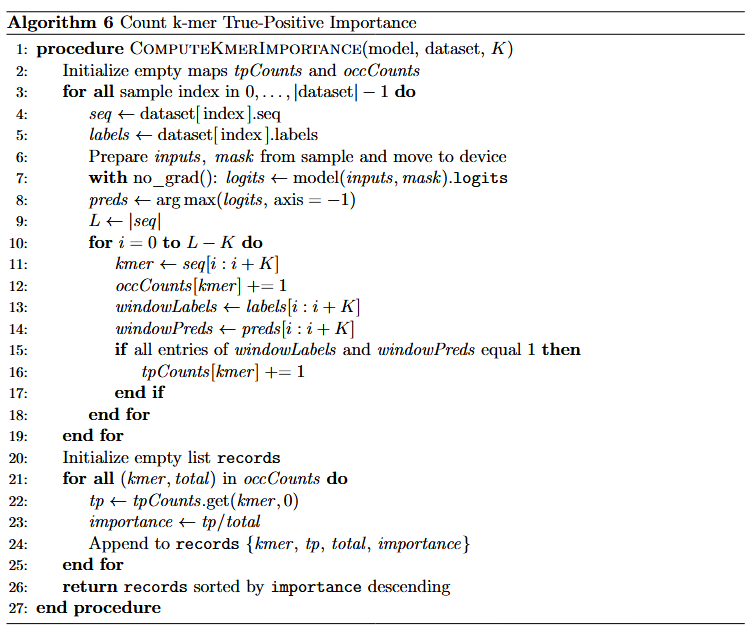 Algorithm 6 Count k-mer True-Positive Importance
1: procedure ComputeKmerImportance(model, dataset, K)
2: Initialize empty maps tpCounts and occCounts
3: for all sample index in 0, . . . , |dataset| − 1 do
4: seq ← dataset[index].seq
5: labels ← dataset[index].labels
6: Prepare inputs, mask from sample and move to device
7: with no_grad(): logits ← model(inputs, mask).logits
8: preds ← arg max(logits, axis = −1)
9: L ← |seq|
10: for i = 0 to L − K do
11: kmer ← seq[i : i + K]
12: occCounts[kmer] += 1
13: windowLabels ← labels[i : i + K]
14: windowPreds ← preds[i : i + K]
15: if all entries of windowLabels and windowPreds equal 1 then
16: tpCounts[kmer] += 1
17: end if
18: end for
19: end for
20: Initialize empty list records
21: for all (kmer, total) in occCounts do
22: tp ← tpCounts.get(kmer, 0)
23: importance ← tp/total
24: Append to records {kmer, tp, total, importance}
25: end for
26: return records sorted by importance descending
27: end procedure